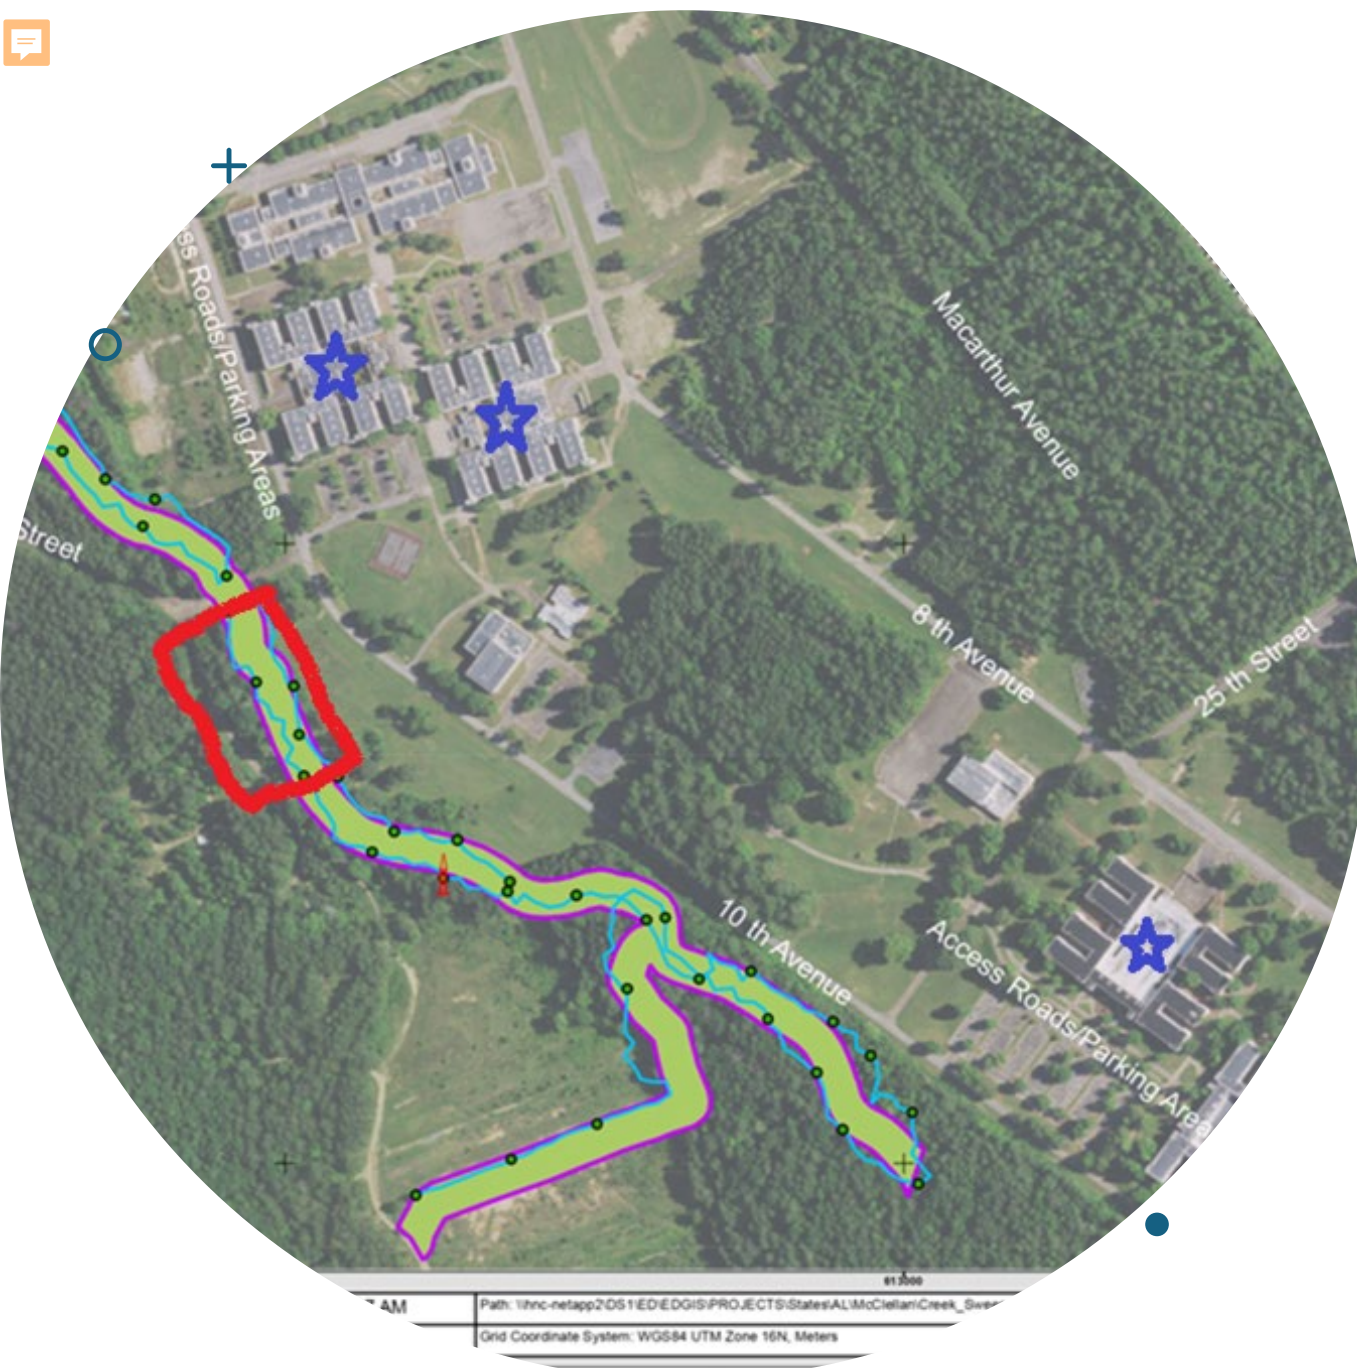 ss Roads/Parking Areas
Macarthur Avenue
Street
8 th Avenue
25 th Street
10 th Avenue
Access Roads/Parking Area
613000
7 AM
Path: \\hnc-netapp2\DS1\ED\EDGIS\PROJECTS\States\AL\McClellan\Creek_Swee
Grid Coordinate System: WGS84 UTM Zone 16N, Meters